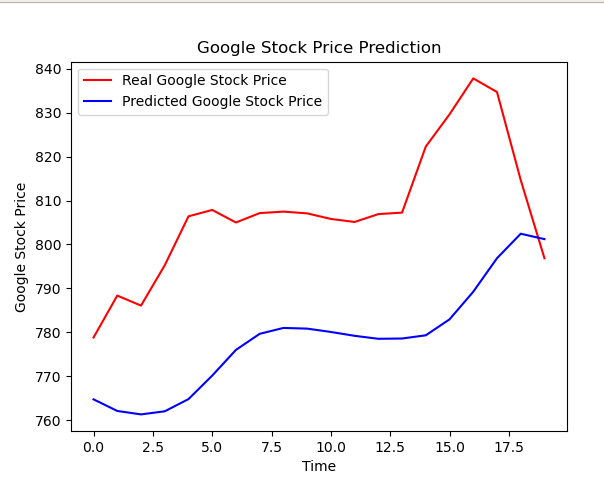 Google Stock Price Prediction
Real Google Stock Price
Predicted Google Stock Price
Google Stock Price
840
830
820
810
800
790
780
770
760
0.0 2.5 5.0 7.5 10.0 12.5 15.0 17.5
Time